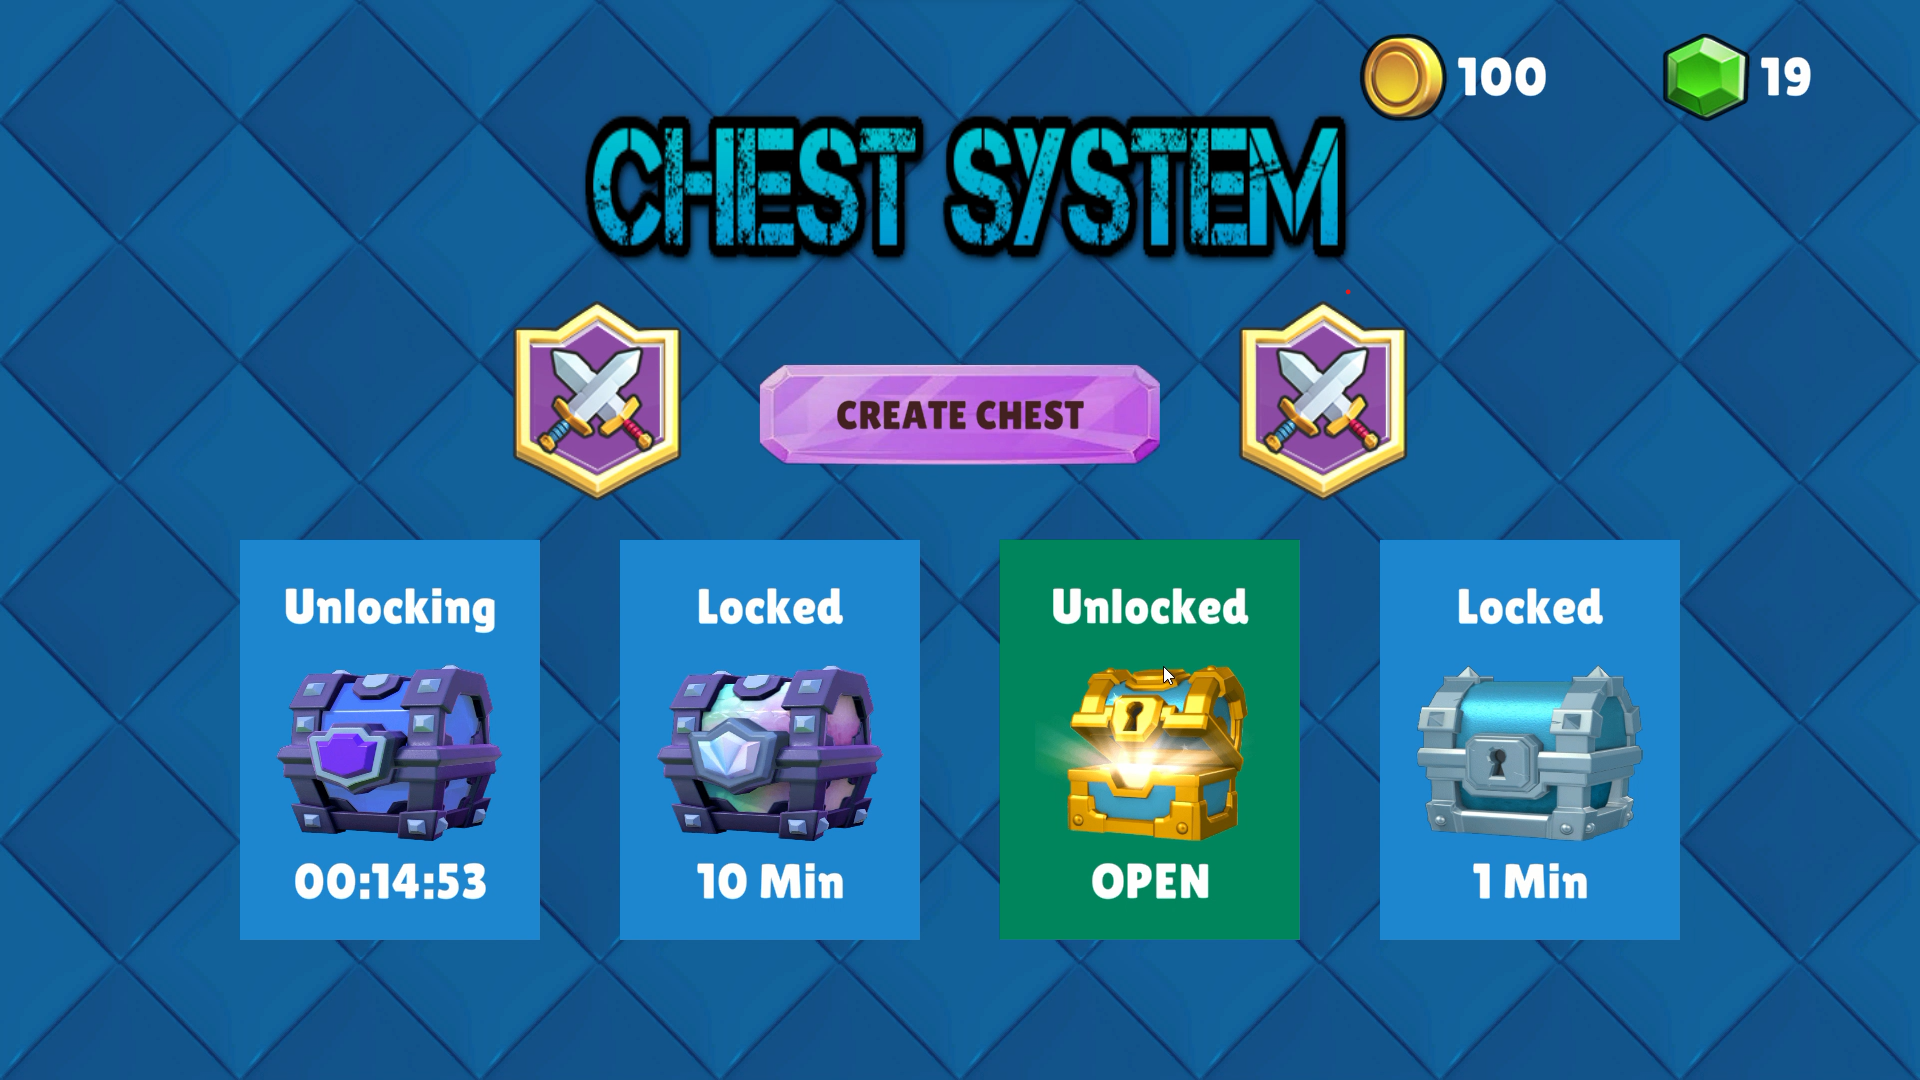 100
19
CHEST SYSTEM
CREATE CHEST
Unlocking
Locked
Unlocked
Locked
00:14:53
10 Min
OPEN
1 Min